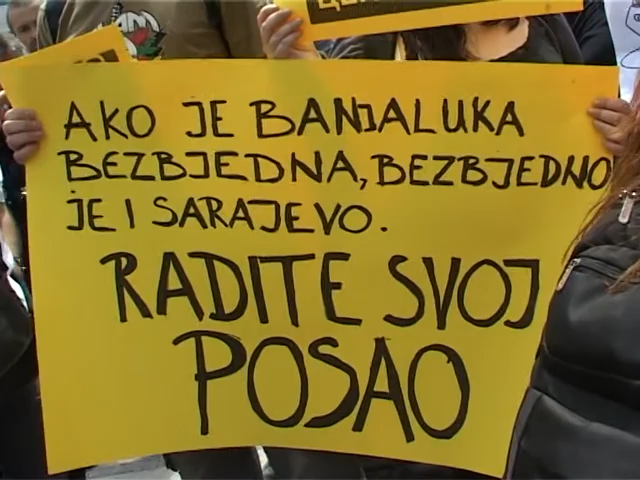 AKO JE BANJALUKA
BEZBJEDNA, BEZBJEDNO
JE I SARAJEVO.
RADITE SVOJ
POSAO